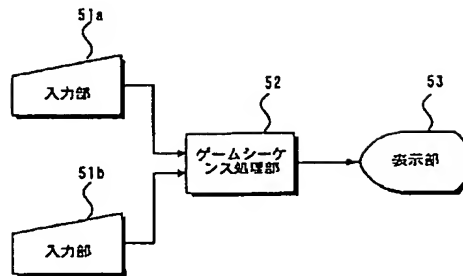 51a
入力部
52
ゲームシーケ
ンス処理部
53
表示部
51b
入力部